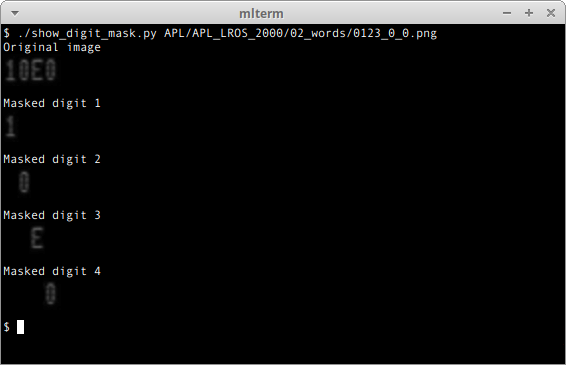 mlterm
$ ./show_digit_mask.py APL/APL_LROS_2000/02_words/0123_0_0.png
Original image
10E0
Masked digit 1
1
Masked digit 2
0
Masked digit 3
E
Masked digit 4
0
$